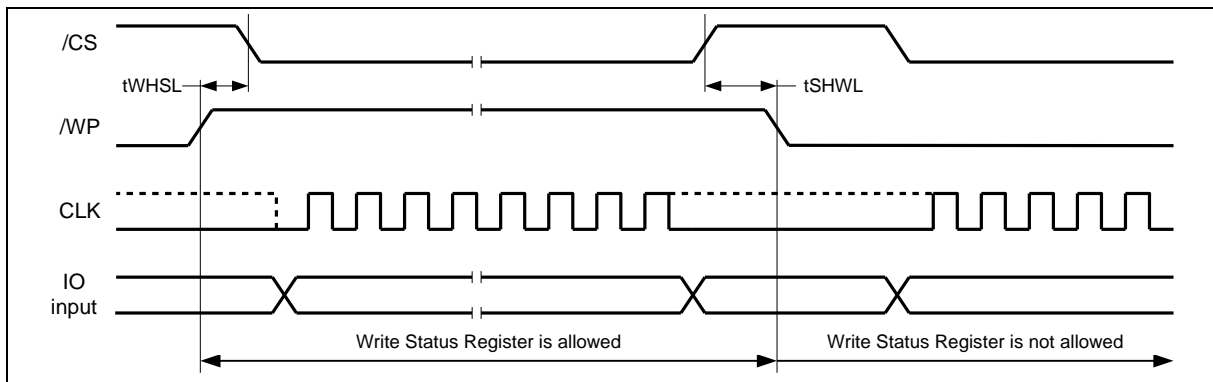 /CS
tWHSL
tSHWL
/WP
CLK
IO
input
Write Status Register is allowed
Write Status Register is not allowed